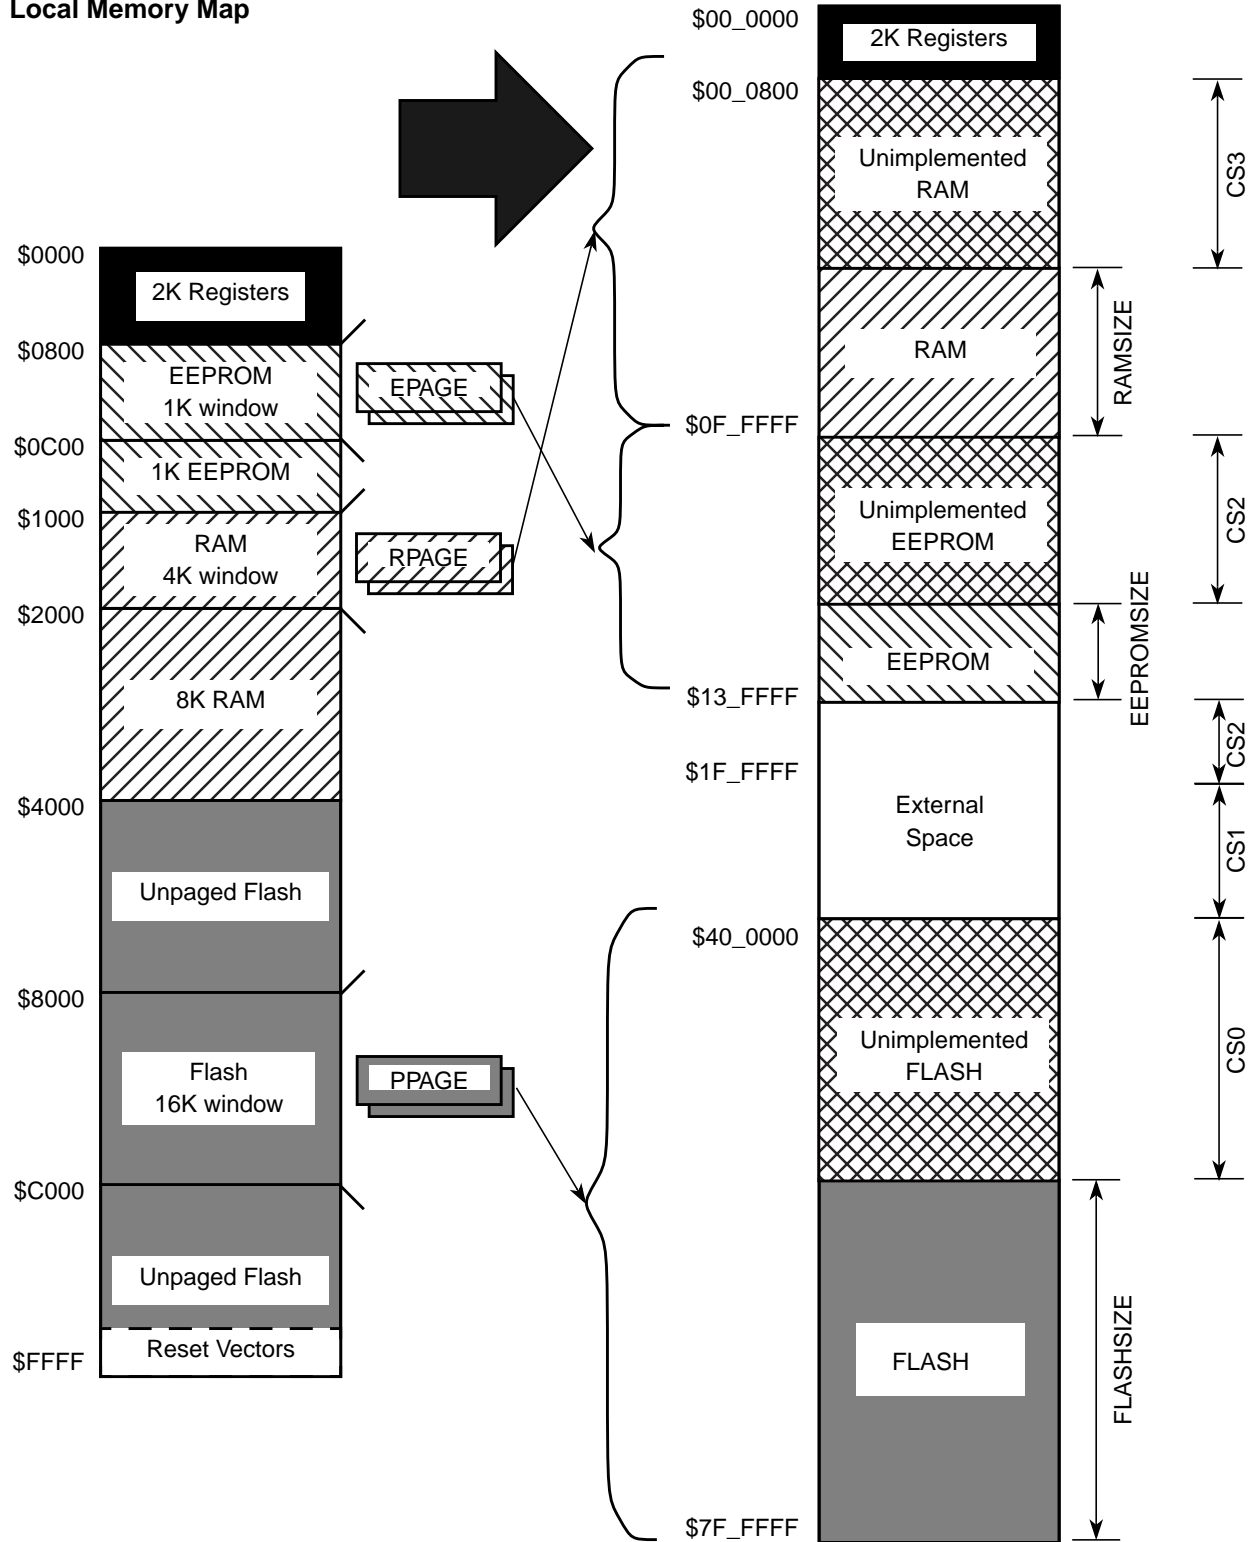 Local Memory Map
$0000
2K Registers
$0800
EEPROM
1K window
$0C00
1K EEPROM
$1000
RAM
4K window
$2000
8K RAM
$4000
Unpaged Flash
$8000
Flash
16K window
$C000
Unpaged Flash
Reset Vectors
$FFFF
EPAGE
RPAGE
PPAGE
$00_0000
2K Registers
$00_0800
Unimplemented
RAM
RAM
$0F_FFFF
Unimplemented
EEPROM
EEPROM
$13_FFFF
$1F_FFFF
External
Space
$40_0000
Unimplemented
FLASH
FLASH
$7F_FFFF
RAMSIZE
EEPROMSIZE
FLASHSIZE
CS3
CS2
CS2
CS1
CS0